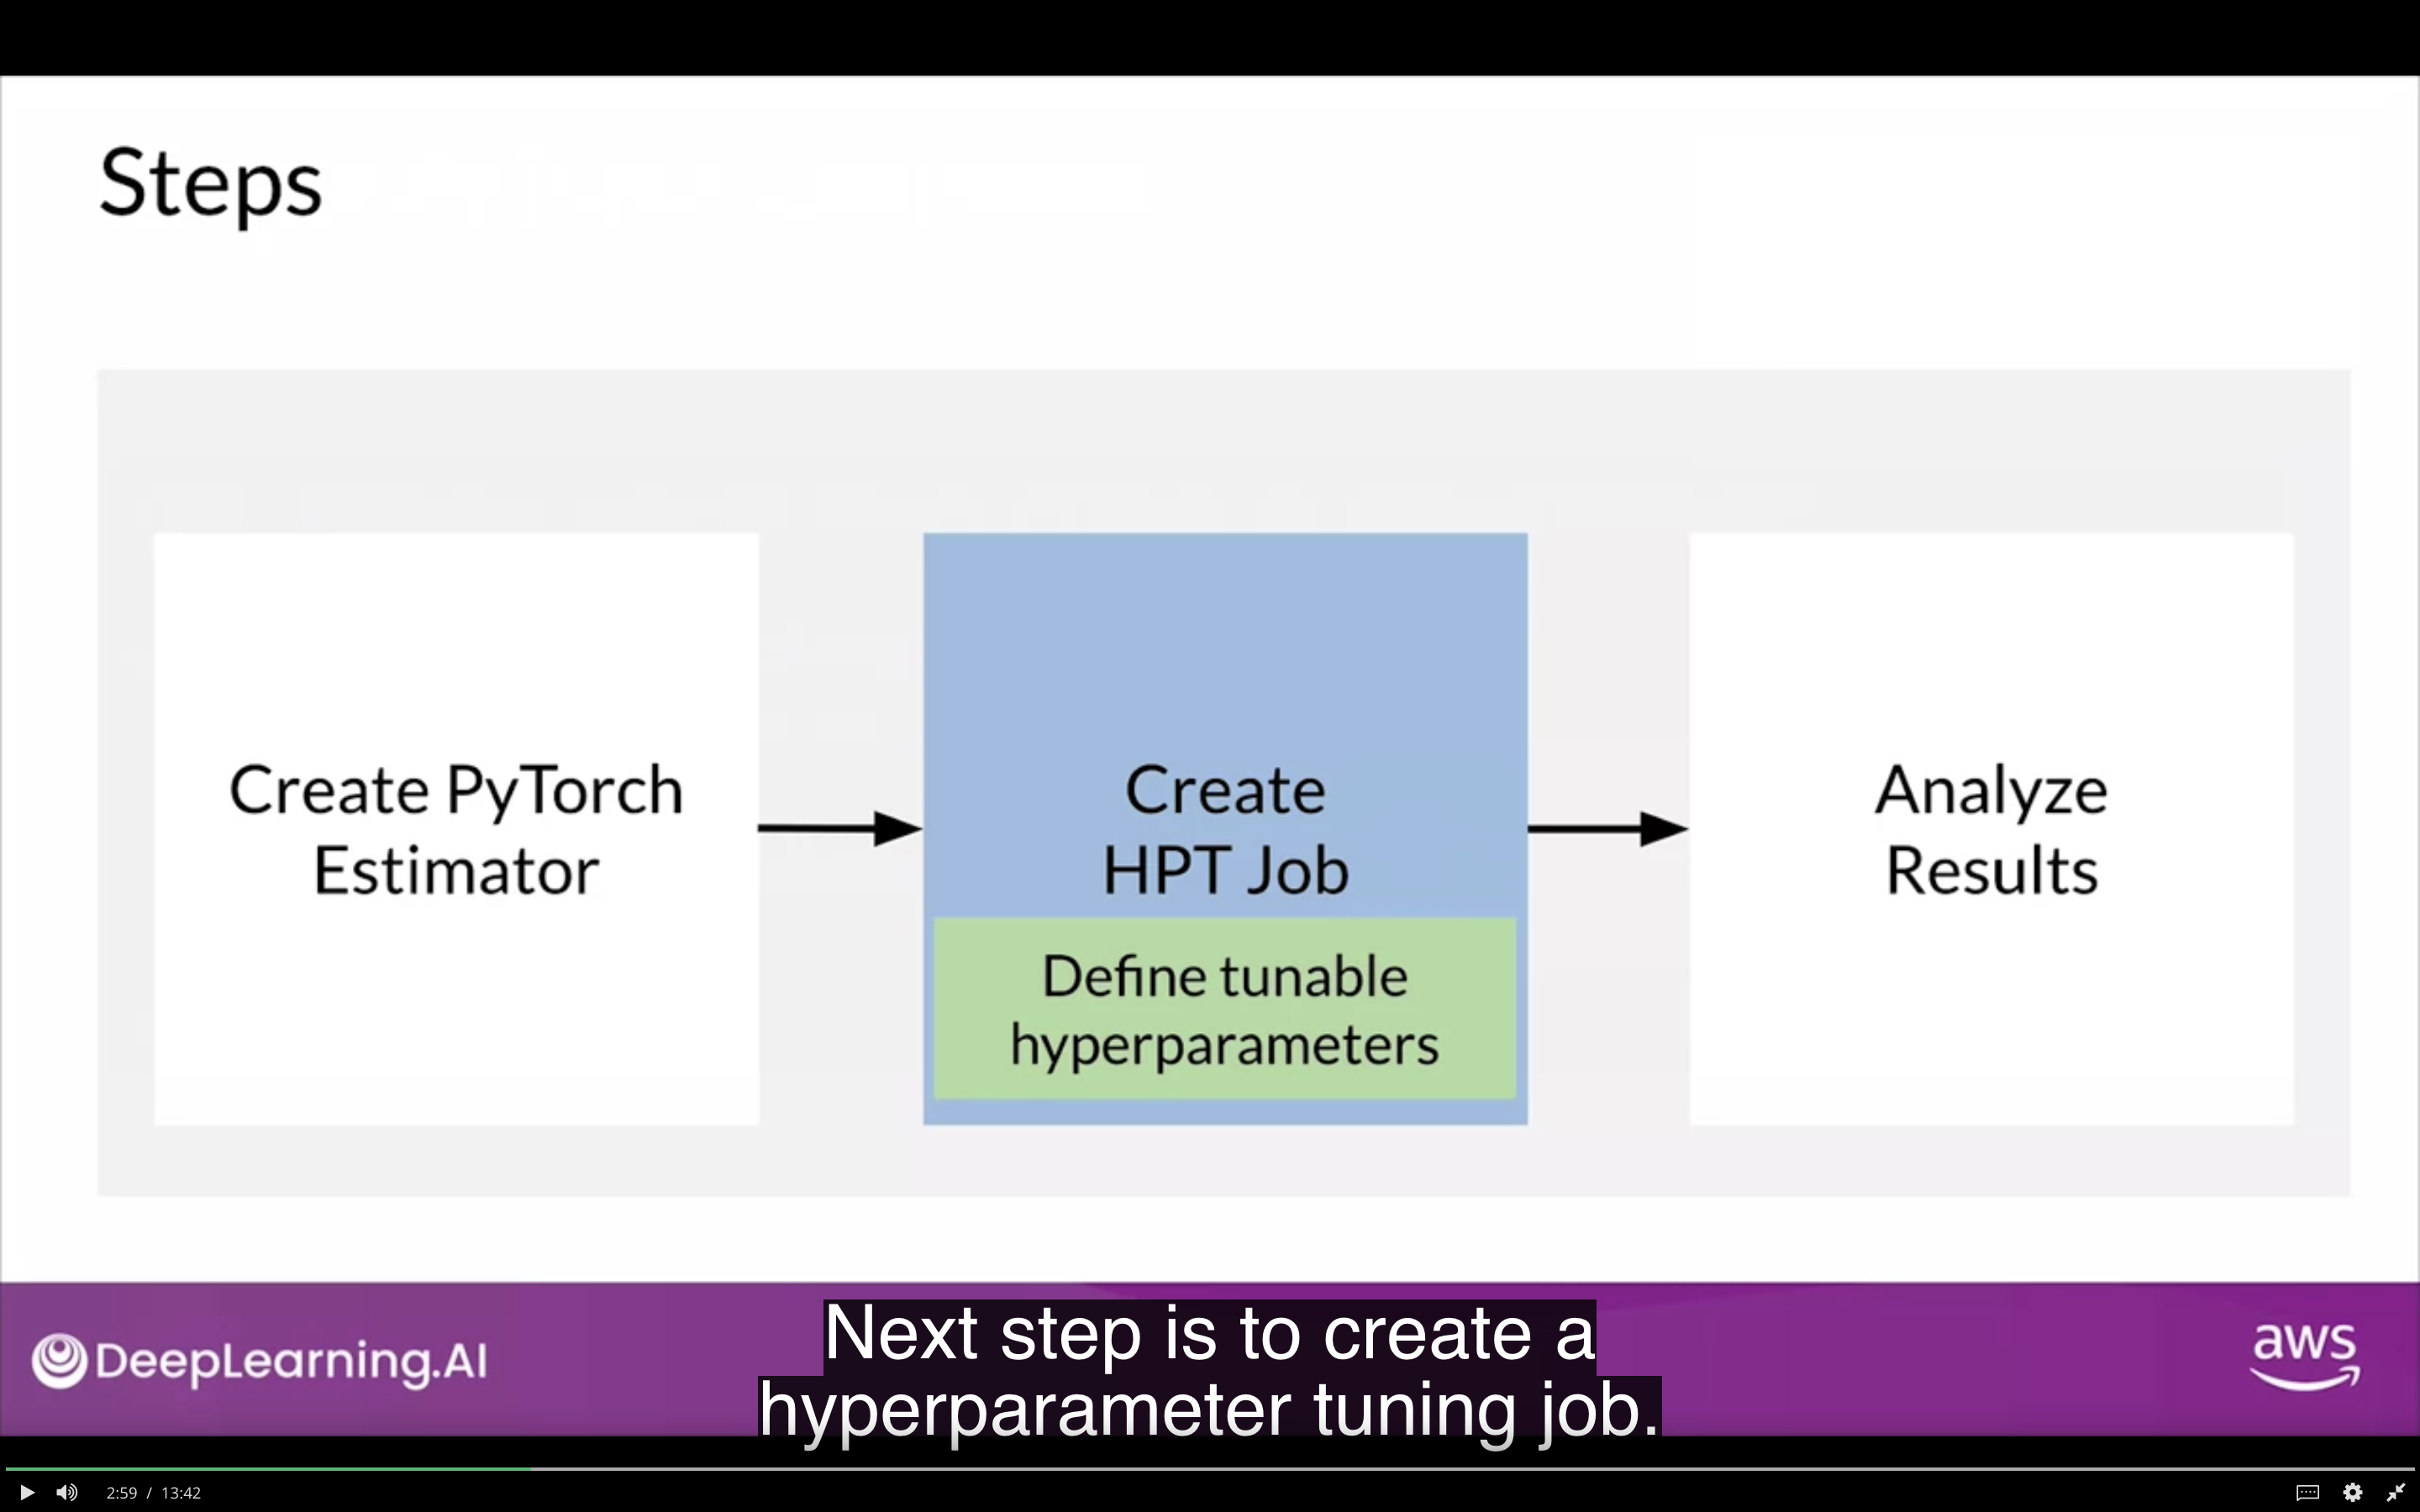 Steps
Create PyTorch
Estimator
Create
HPT Job
Define tunable
hyperparameters
Analyze
Results
DeepLearning.AI
Next step is to create a
hyperparameter tuning job.
aws
2:59 / 13:42